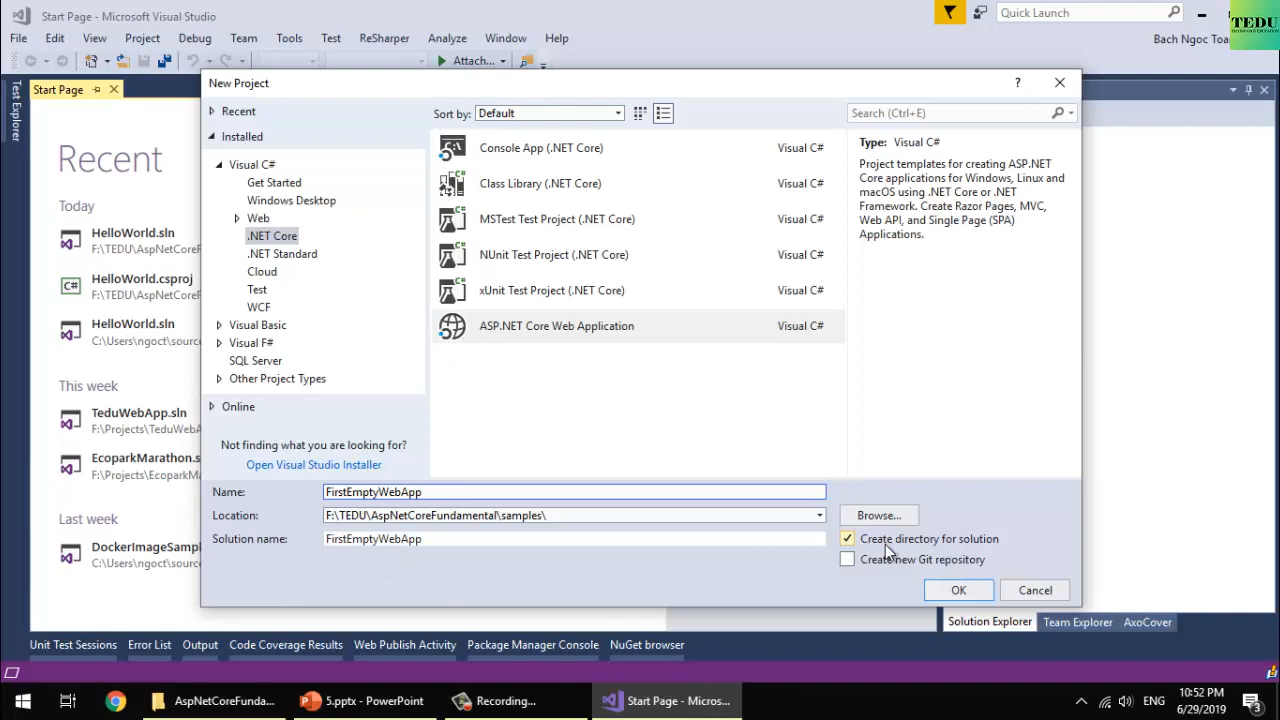 Start Page - Microsoft Visual Studio
Quick Launch
TEDU
File Edit View Project Debug Team Tools Test ReSharper Analyze Window Help
Bach Ngoc Toan
Attach...
Test Explorer
Start Page
New Project
?
Recent
Sort by: Default
Search (Ctrl+E)
Installed
Visual C#
Get Started
Windows Desktop
Web
.NET Core
.NET Standard
Cloud
Test
WCF
Visual Basic
Visual F#
SQL Server
Other Project Types
Online
Not finding what you are looking for?
Open Visual Studio Installer
Console App (.NET Core) Visual C#
Class Library (.NET Core) Visual C#
MSTest Test Project (.NET Core) Visual C#
NUnit Test Project (.NET Core) Visual C#
xUnit Test Project (.NET Core) Visual C#
ASP.NET Core Web Application Visual C#
Type: Visual C#
Project templates for creating ASP.NET
Core applications for Windows, Linux and
macOS using .NET Core or .NET
Framework. Create Razor Pages, MVC,
Web API, and Single Page (SPA)
Applications.
Name: FirstEmptyWebApp
Location: F:\TEDU\AspNetCoreFundamental\samples\
Browse...
Solution name: FirstEmptyWebApp
Create directory for solution
Create new Git repository
OK Cancel
Recent
Today
HelloWorld.sln
F:\TEDU\AspNetCoreF
HelloWorld.csproj
F:\TEDU\AspNetCoreF
HelloWorld.sln
C:\Users\ngoct\sourc
This week
TeduWebApp.sln
F:\Projects\TeduWebA
EcoparkMarathon.s
F:\Projects\EcoparkM
Last week
DockerImageSampl
C:\Users\ngoct\sourc
Solution Explorer Team Explorer AxoCover
Unit Test Sessions Error List Output Code Coverage Results Web Publish Activity Package Manager Console NuGet browser
AspNetCoreFunda... 5.pptx - PowerPoint Recording... Start Page - Micros...
ENG
10:52 PM
6/29/2019
3